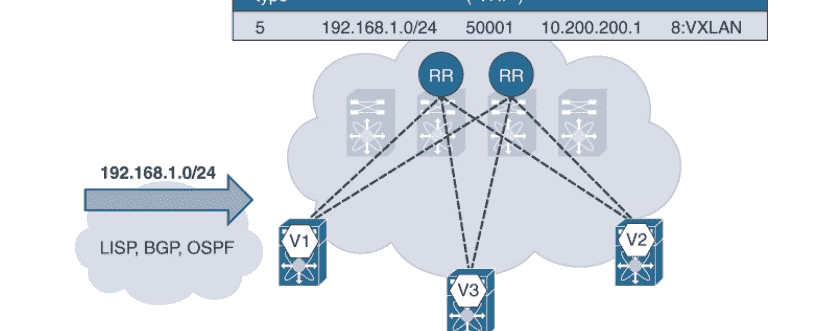 5 192.168.1.0/24 50001 10.200.200.1 8:VXLAN
RR RR
192.168.1.0/24
LISP, BGP, OSPF
V1
V2
V3